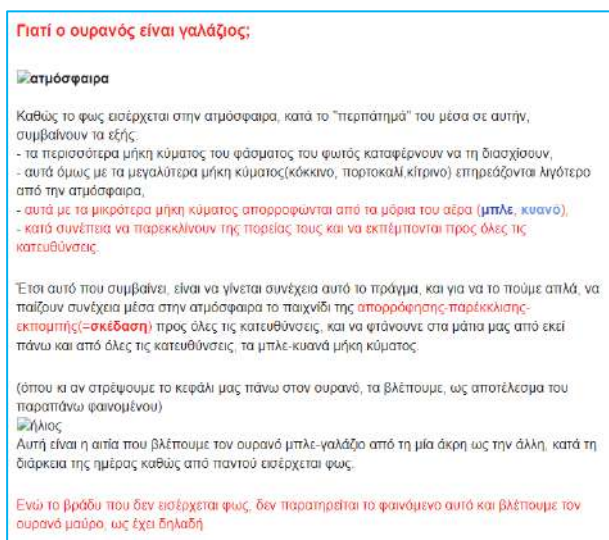 Γιατί ο ουρανός είναι γαλάζιος;
ατμόσφαιρα
Καθώς το φως εισέρχεται στην ατμόσφαιρα, κατά το "περπάτημά" του μέσα σε αυτήν,
συμβαίνουν τα εξής:
- τα περισσότερα μήκη κύματος του φάσματος του φωτός καταφέρνουν να τη διασχίσουν,
- αυτά όμως με τα μεγαλύτερα μήκη κύματος(κόκκινο, πορτοκαλί,κίτρινο) επηρεάζονται λιγότερο
από την ατμόσφαιρα,
- αυτά με τα μικρότερα μήκη κύματος απορροφώνται από τα μόρια του αέρα (μπλε, κυανό),
- κατά συνέπεια να παρεκκλίνουν της πορείας τους και να εκπέμπονται προς όλες τις
κατευθύνσεις.
Έτσι αυτό που συμβαίνει, είναι να γίνεται συνέχεια αυτό το πράγμα, και για να το πούμε απλά, να
παίζουν συνέχεια μέσα στην ατμόσφαιρα το παιχνίδι της απορρόφησης-παρέκκλισης-
εκπομπής(=σκέδαση) προς όλες τις κατευθύνσεις, και να φτάνουνε στα μάτια μας από εκεί
πάνω και από όλες τις κατευθύνσεις, τα μπλε-κυανά μήκη κύματος.
(όπου κι αν στρέψουμε το κεφάλι μας πάνω στον ουρανό, τα βλέπουμε, ως αποτέλεσμα του
παραπάνω φαινομένου)
ήλιος
Αυτή είναι η αιτία που βλέπουμε τον ουρανό μπλε-γαλάζιο από τη μία άκρη ως την άλλη, κατά τη
διάρκεια της ημέρας καθώς από παντού εισέρχεται φως.
Ενώ το βράδυ που δεν εισέρχεται φως, δεν παρατηρείται το φαινόμενο αυτό και βλέπουμε τον
ουρανό μαύρο, ως έχει δηλαδή